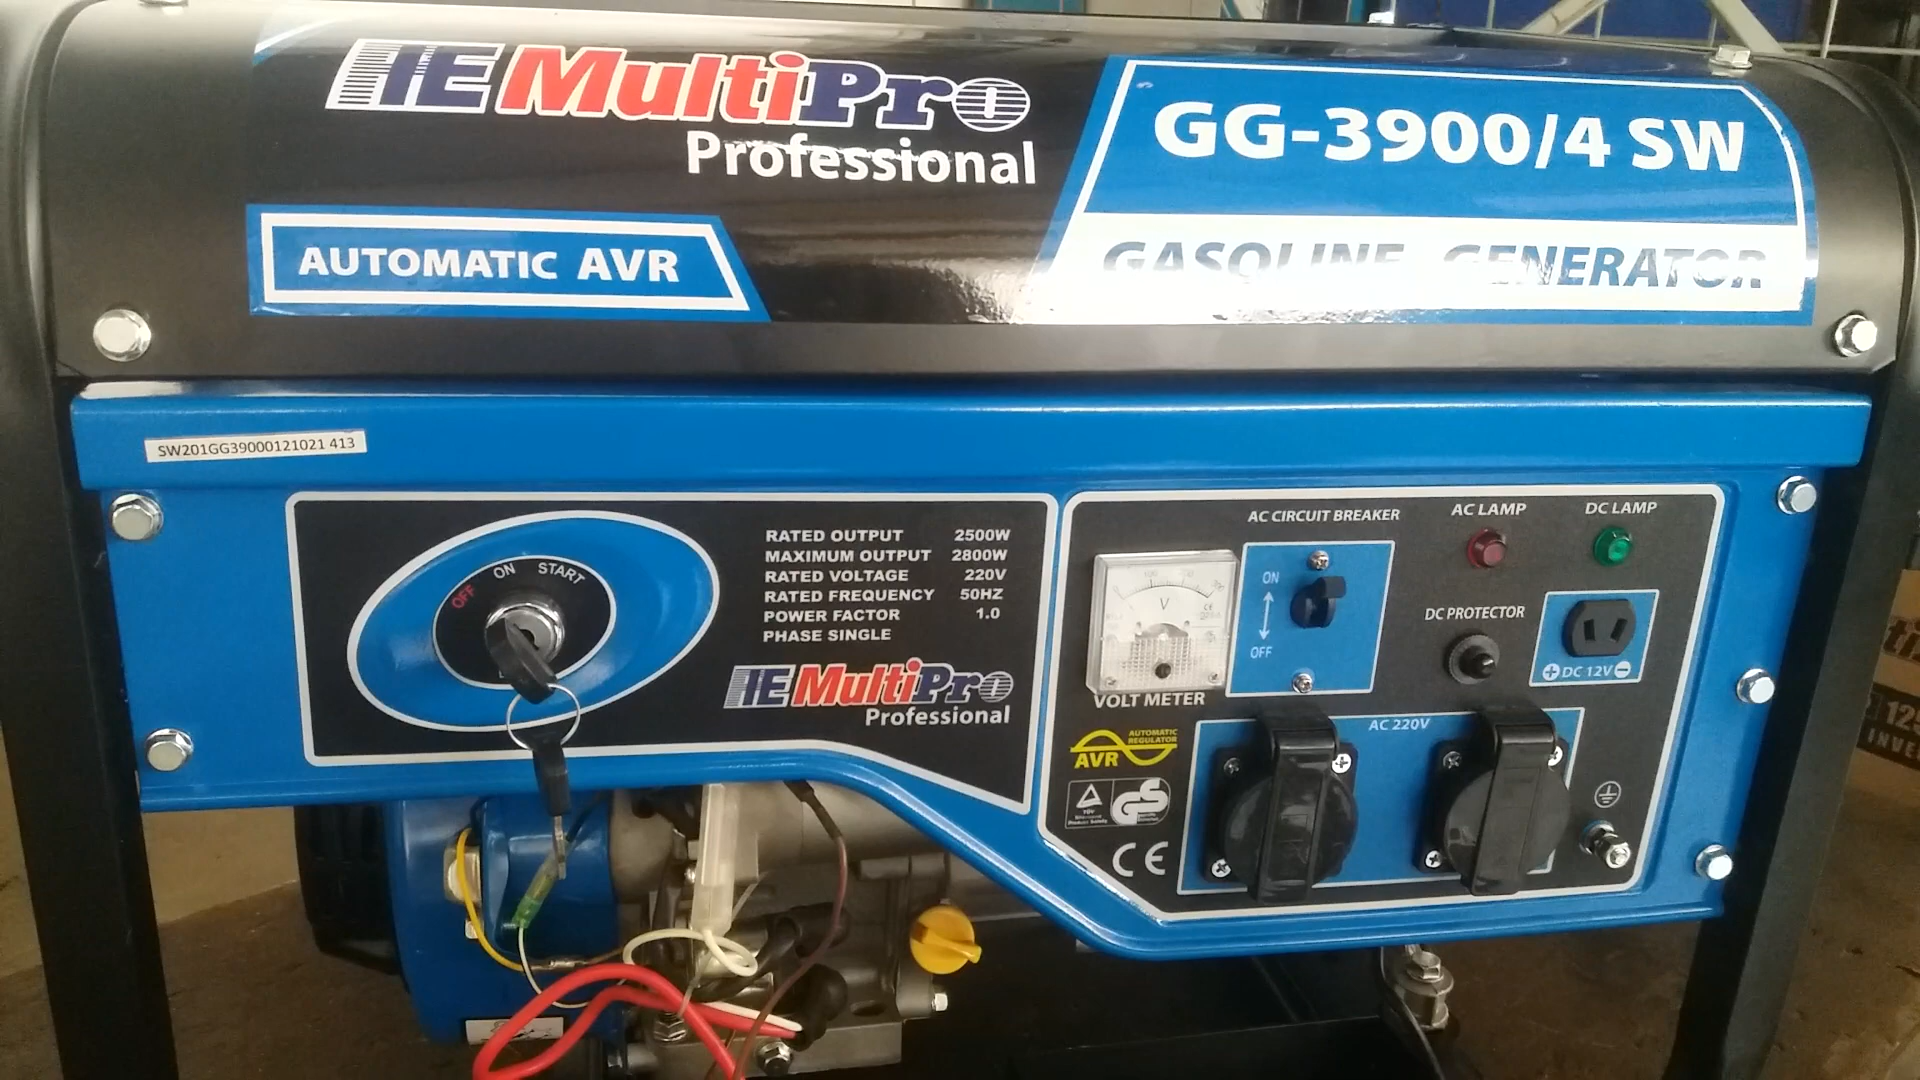 MultiPro
Professional
GG-3900/4 SW
AUTOMATIC AVR
GASOLINE GENERATOR
SW201GG39000121021 413
OFF ON START
RATED OUTPUT 2500W
MAXIMUM OUTPUT 2800W
RATED VOLTAGE 220V
RATED FREQUENCY 50HZ
POWER FACTOR 1.0
PHASE SINGLE
MultiPro
Professional
AC CIRCUIT BREAKER
AC LAMP
DC LAMP
V
ON
OFF
VOLT METER
DC PROTECTOR
+ DC 12V −
AC 220V
AUTOMATIC
REGULATOR
AVR
GS
CE